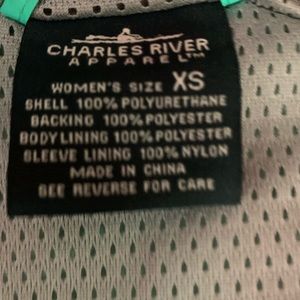 CHARLES RIVER
APPAREL™
WOMEN'S SIZE XS
SHELL 100% POLYURETHANE
BACKING 100% POLYESTER
BODY LINING 100% POLYESTER
SLEEVE LINING 100% NYLON
MADE IN
CHINA
SEE REVERSE FOR CARE